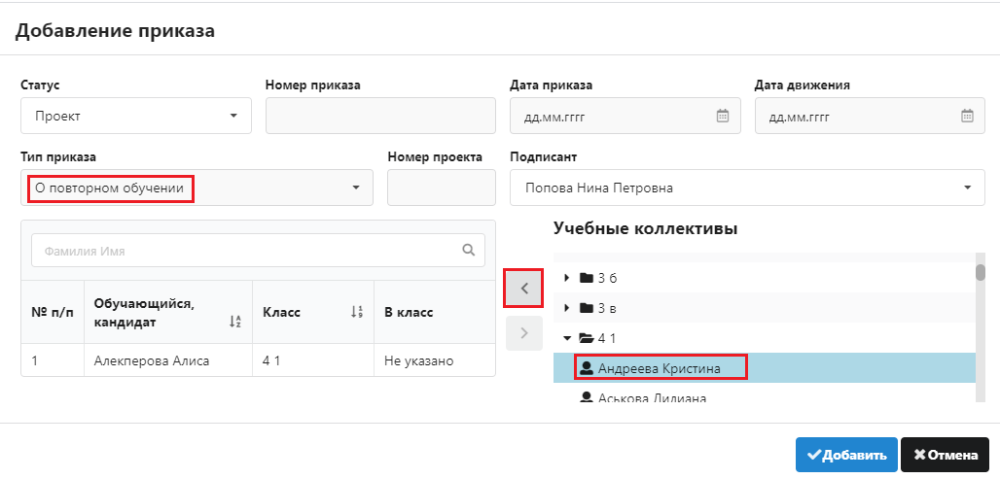 Добавление приказа
Статус Номер приказа Дата приказа Дата движения
Проект дд.мм.гггг дд.мм.гггг
Тип приказа Номер проекта Подписант
О повторном обучении Попова Нина Петровна
Учебные коллективы
Фамилия Имя
3 б
3 в
4 1
Андреева Кристина
Аськова Лидиана
№ п/п Обучающийся, кандидат Класс В класс
1 Алекперова Алиса 4 1 Не указано
Добавить Отмена